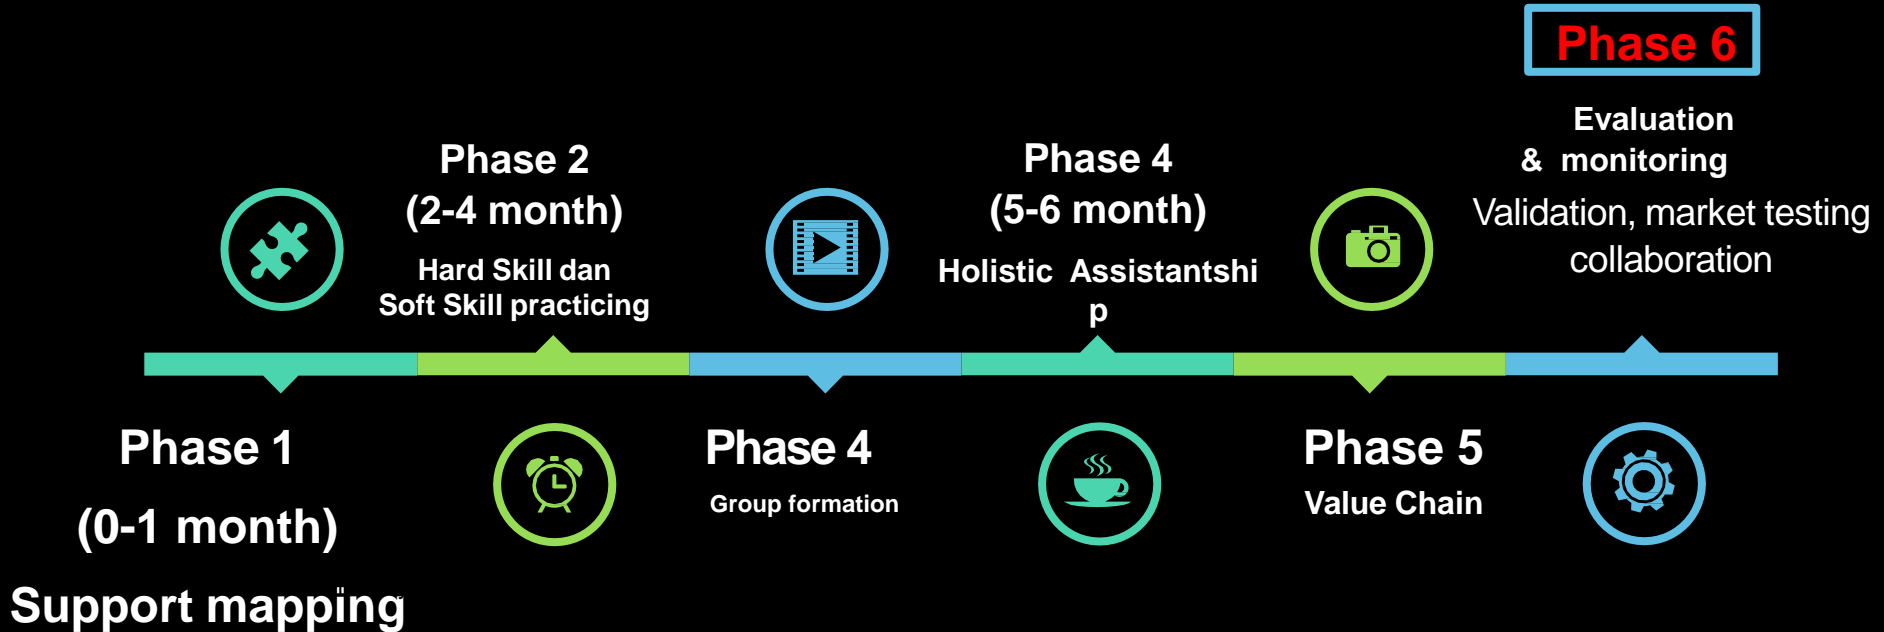 Phase 1
(0-1 month)
Support mapping
Phase 2
(2-4 month)
Hard Skill dan
Soft Skill practicing
Phase 4
Group formation
Phase 4
(5-6 month)
Holistic Assistantshi
p
Phase 5
Value Chain
Phase 6
Evaluation
& monitoring
Validation, market testing
collaboration